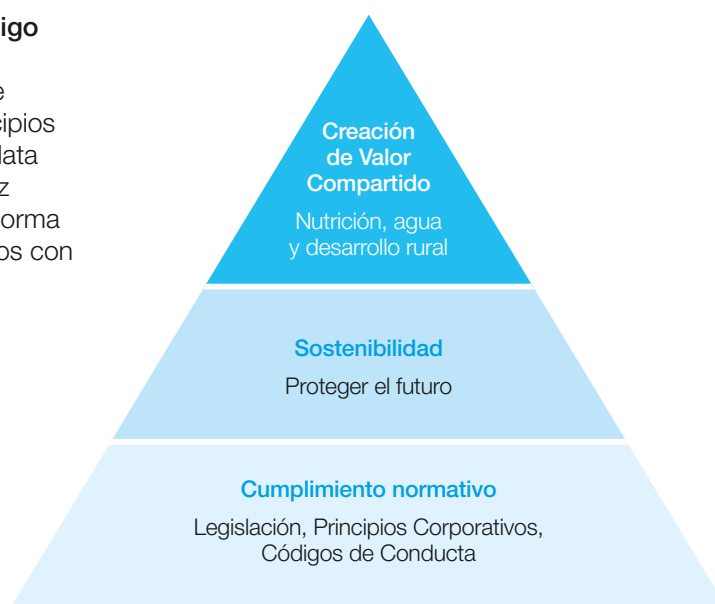 igo
e
cipios
lata
z
orma
os con
Creación
de Valor
Compartido
Nutrición, agua
y desarrollo rural
Sostenibilidad
Proteger el futuro
Cumplimiento normativo
Legislación, Principios Corporativos,
Códigos de Conducta